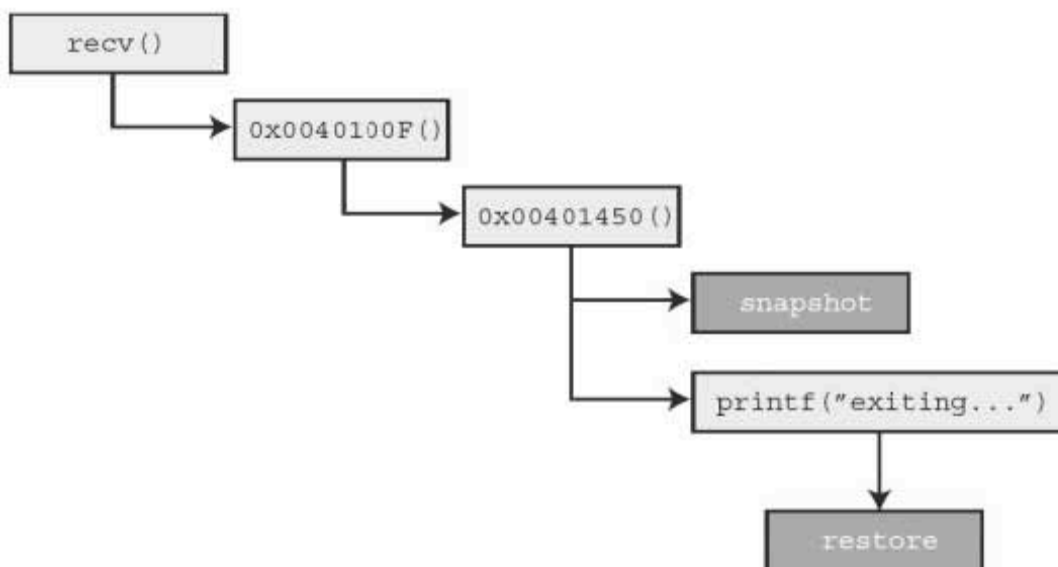 recv()
0x0040100F()
0x00401450()
snapshot
printf("exiting...")
restore